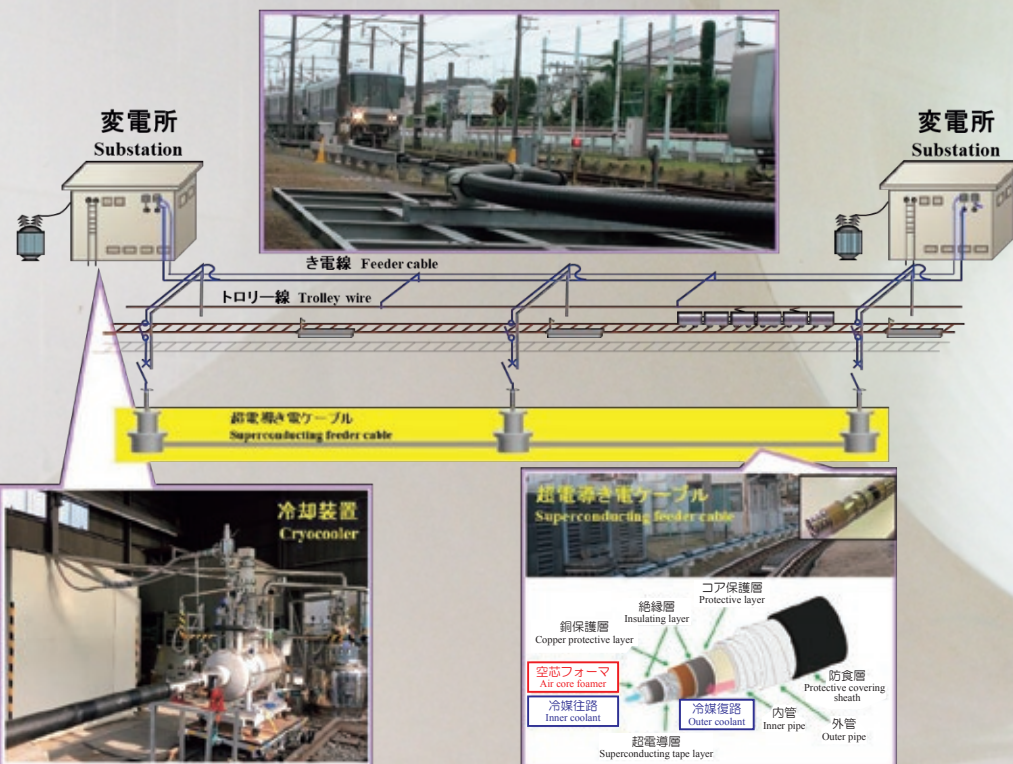 変電所
Substation
変電所
Substation
き電線 Feeder cable
トロリー線 Trolley wire
超電導き電ケーブル
Superconducting feeder cable
冷却装置
Cryocooler
超電導き電ケーブル
Superconducting feeder cable
コア保護層
Protective layer
絶縁層
Insulating layer
銅保護層
Copper protective layer
空芯フォーマ
Air core foamer
冷媒往路
Inner coolant
冷媒復路
Outer coolant
防食層
Protective covering
sheath
内管
Inner pipe
外管
Outer pipe
超電導層
Superconducting tape layer